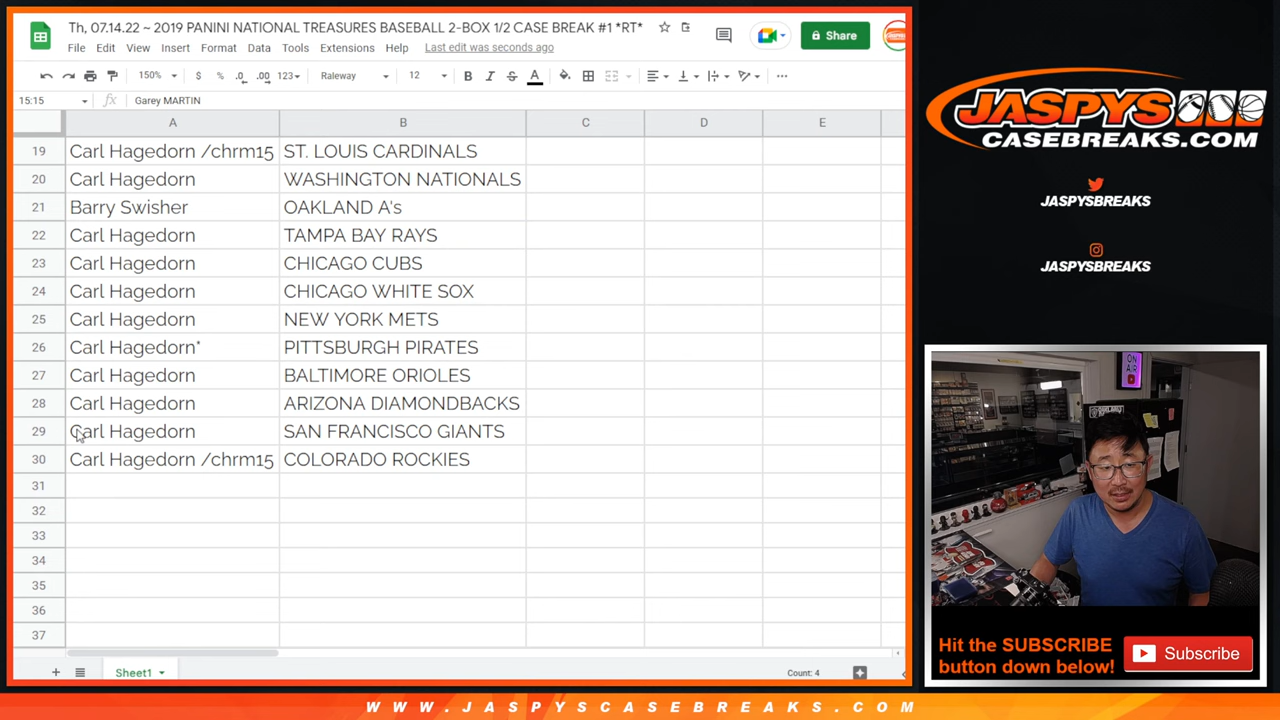 Th, 07.14.22 ~ 2019 PANINI NATIONAL TREASURES BASEBALL 2-BOX 1/2 CASE BREAK #1 *RT*
Share
File Edit View Insert Format Data Tools Extensions Help Last edit was seconds ago
150% $ % .0 .00 123 Raleway 12 B I S A
15:15 fx Garey MARTIN
A B C D E
19 Carl Hagedorn /chrm15 ST. LOUIS CARDINALS
20 Carl Hagedorn WASHINGTON NATIONALS
21 Barry Swisher OAKLAND A's
22 Carl Hagedorn TAMPA BAY RAYS
23 Carl Hagedorn CHICAGO CUBS
24 Carl Hagedorn CHICAGO WHITE SOX
25 Carl Hagedorn NEW YORK METS
26 Carl Hagedorn* PITTSBURGH PIRATES
27 Carl Hagedorn BALTIMORE ORIOLES
28 Carl Hagedorn ARIZONA DIAMONDBACKS
29 Carl Hagedorn SAN FRANCISCO GIANTS
30 Carl Hagedorn /chrm15 COLORADO ROCKIES
31
32
33
34
35
36
37
+ Sheet1 Count: 4
JASPYS
CASEBREAKS.COM
JASPYSBREAKS
JASPYSBREAKS
ON
AIR
Hit the SUBSCRIBE
button down below!
Subscribe
WWW.JASPYSCASEBREAKS.COM